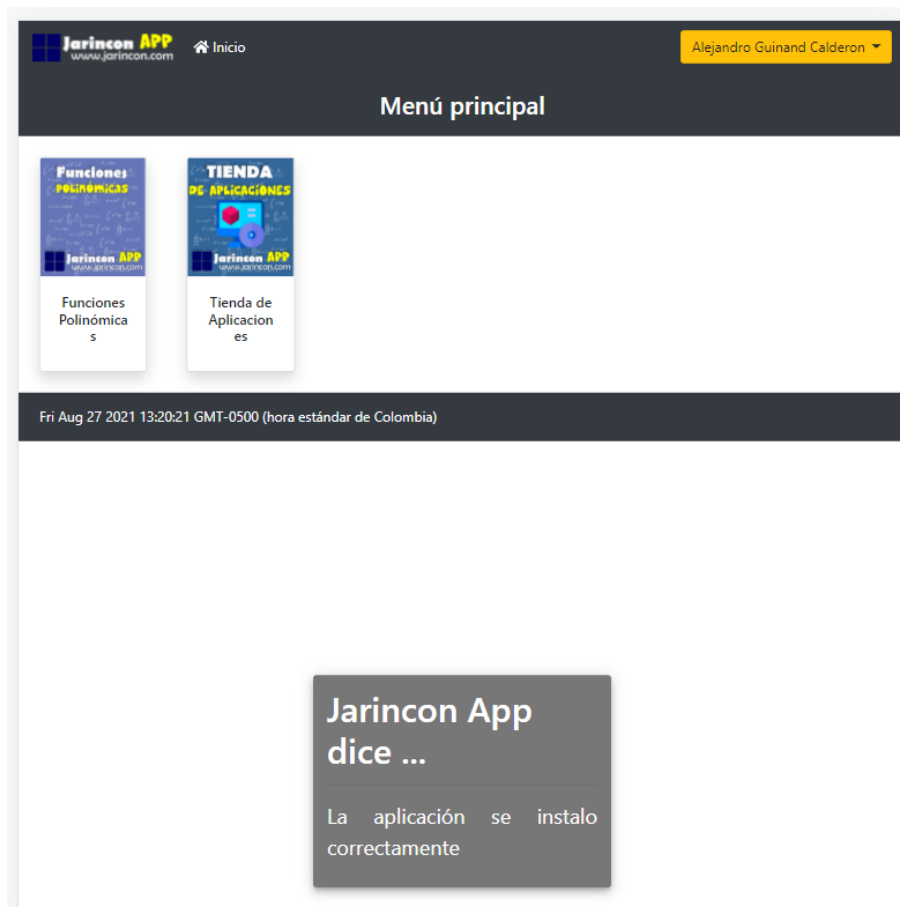 Jarincon APP
www.jarincon.com
Inicio
Alejandro Guinand Calderon
Menú principal
Funciones
POLINÓMICAS
Jarincon APP
www.jarincon.com
TIENDA
DE APLICACIONES
Jarincon APP
www.jarincon.com
Funciones
Polinómica
s
Tienda de
Aplicacion
es
Fri Aug 27 2021 13:20:21 GMT-0500 (hora estándar de Colombia)
Jarincon App
dice ...
La aplicación se instalo
correctamente